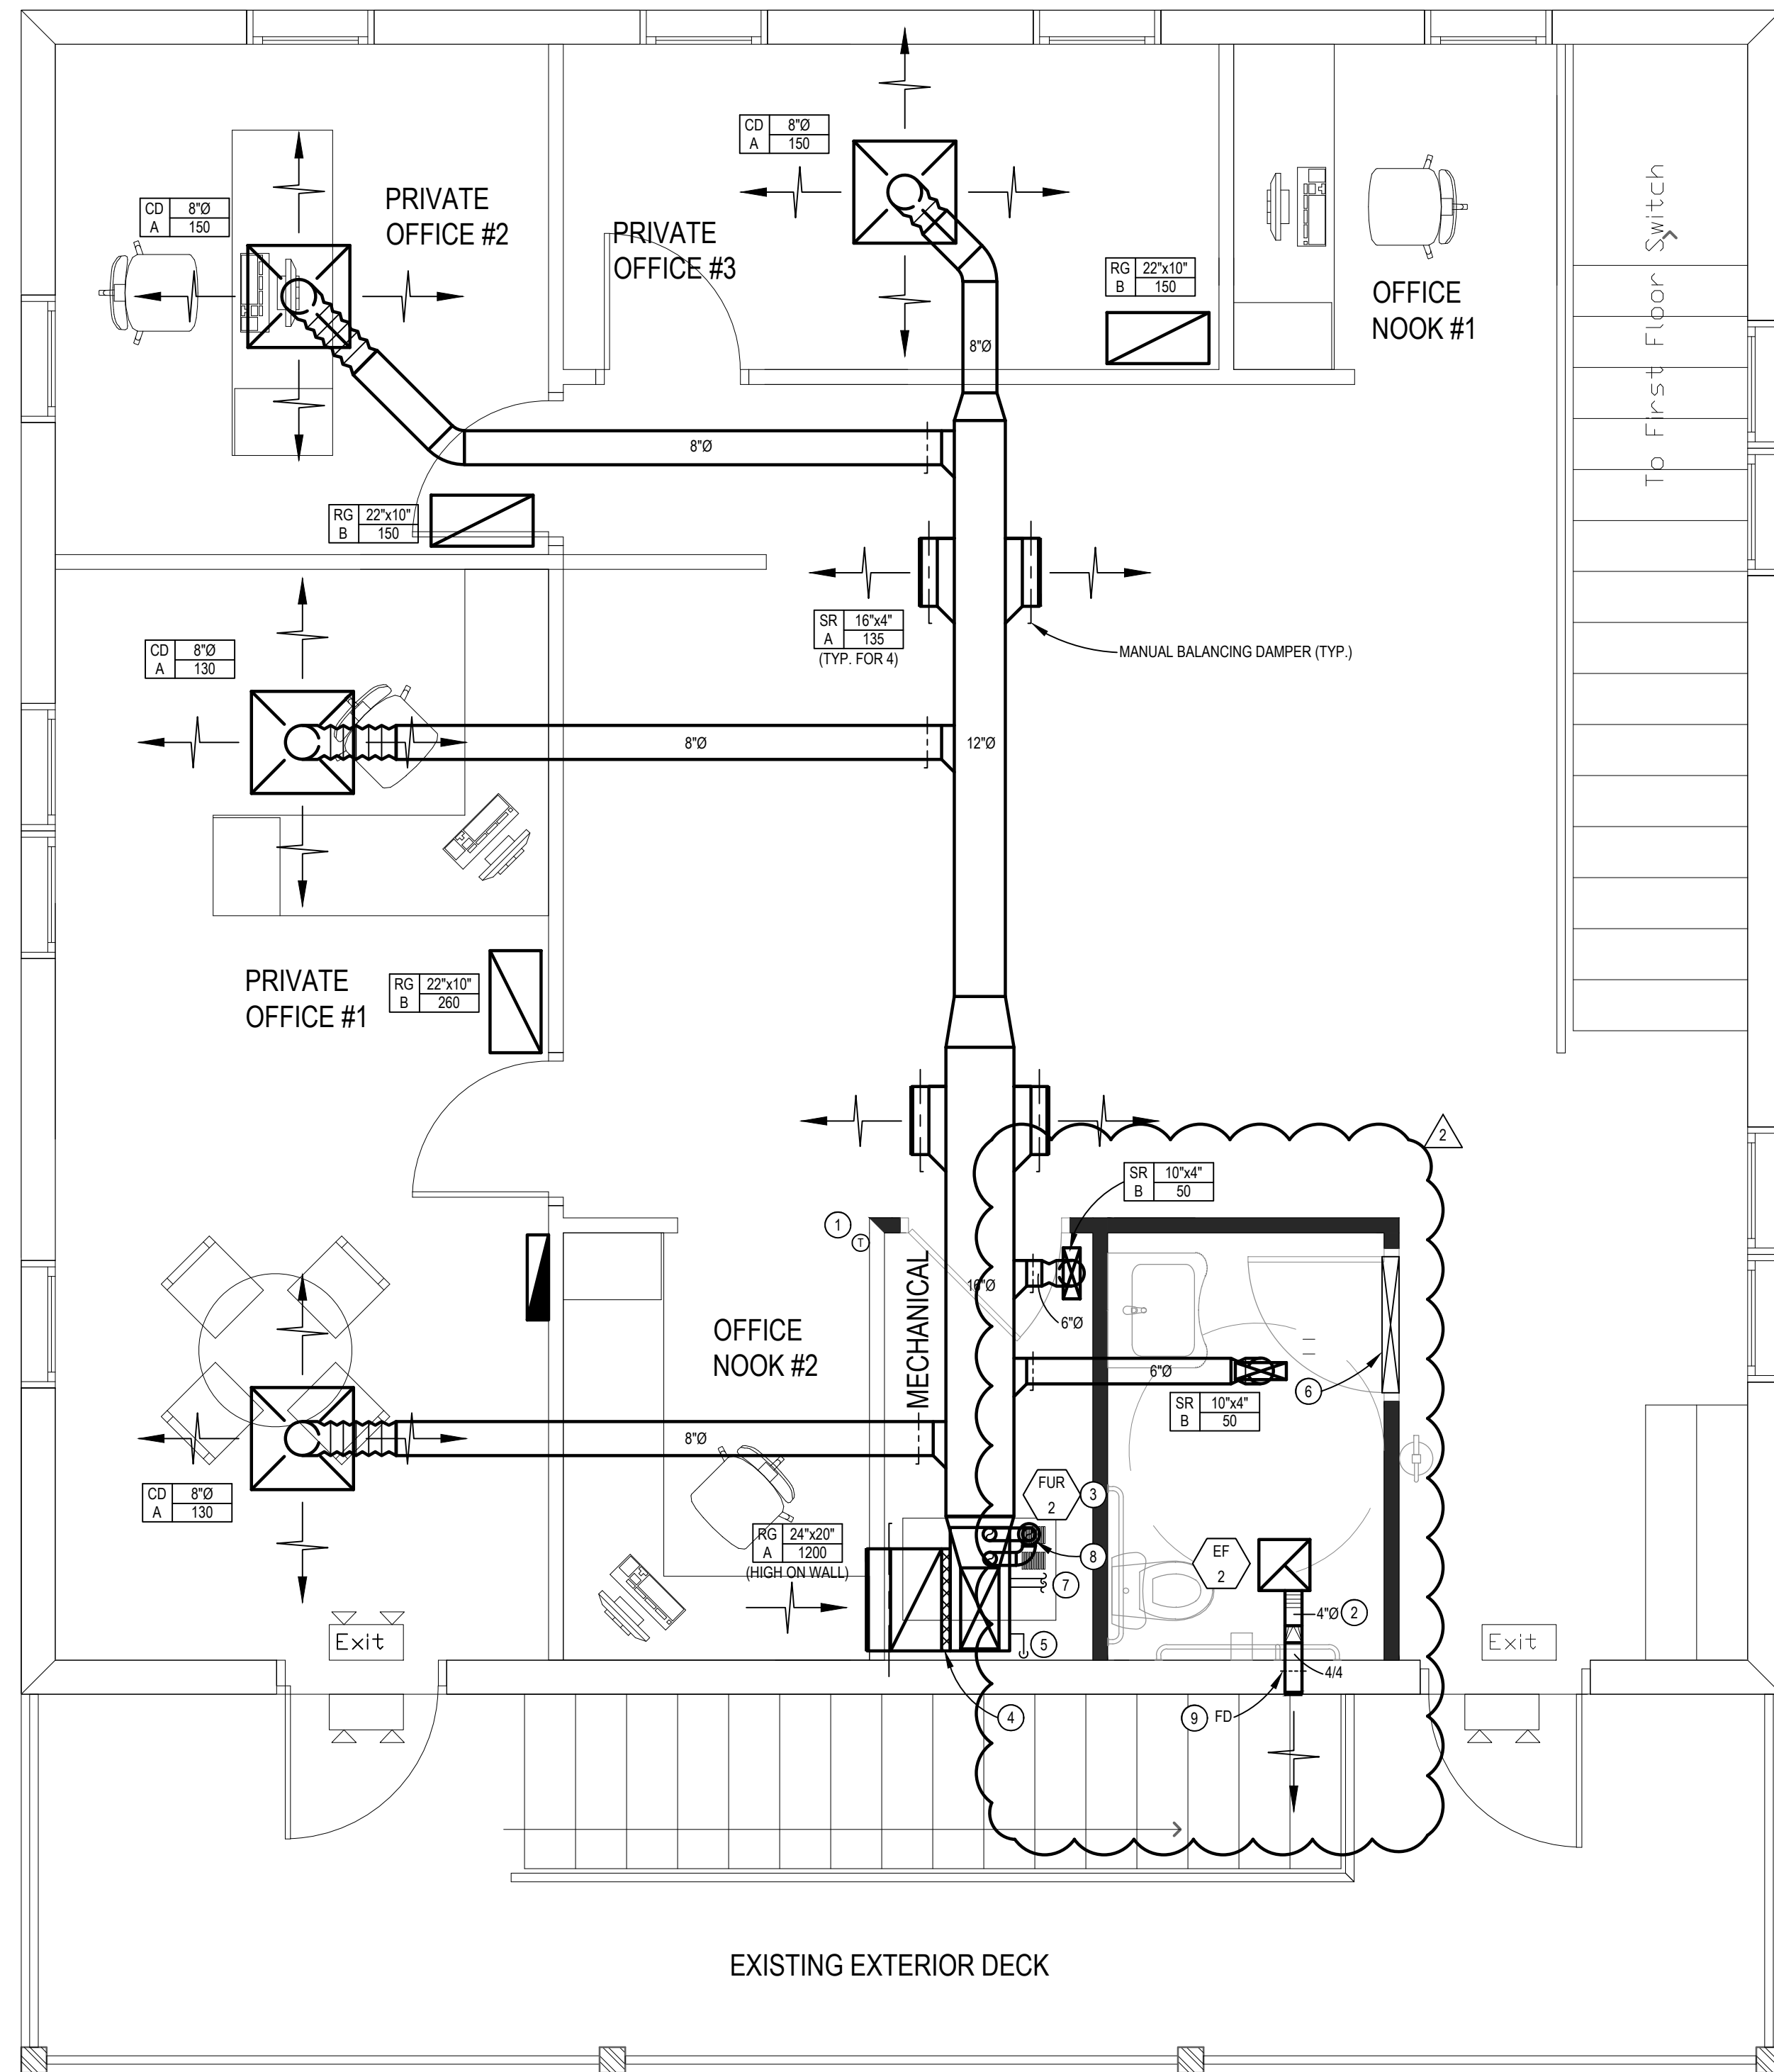 CD 8"Ø
A 150
CD 8"Ø
A 150
PRIVATE
OFFICE #2
PRIVATE
OFFICE #3
RG 22"x10"
B 150
OFFICE
NOOK #1
To First Floor Switch
8"Ø
8"Ø
RG 22"x10"
B 150
SR 16"x4"
A 135
(TYP. FOR 4)
MANUAL BALANCING DAMPER (TYP.)
CD 8"Ø
A 130
8"Ø
12"Ø
PRIVATE
OFFICE #1
RG 22"x10"
B 260
2
SR 10"x4"
B 50
1
T
MECHANICAL
16"Ø
6"Ø
OFFICE
NOOK #2
6"Ø
6
SR 10"x4"
B 50
8"Ø
CD 8"Ø
A 130
FUR
2
3
RG 24"x20"
A 1200
(HIGH ON WALL)
8
EF
2
7
4"Ø
2
Exit
5
4/4
Exit
4
9
FD
EXISTING EXTERIOR DECK